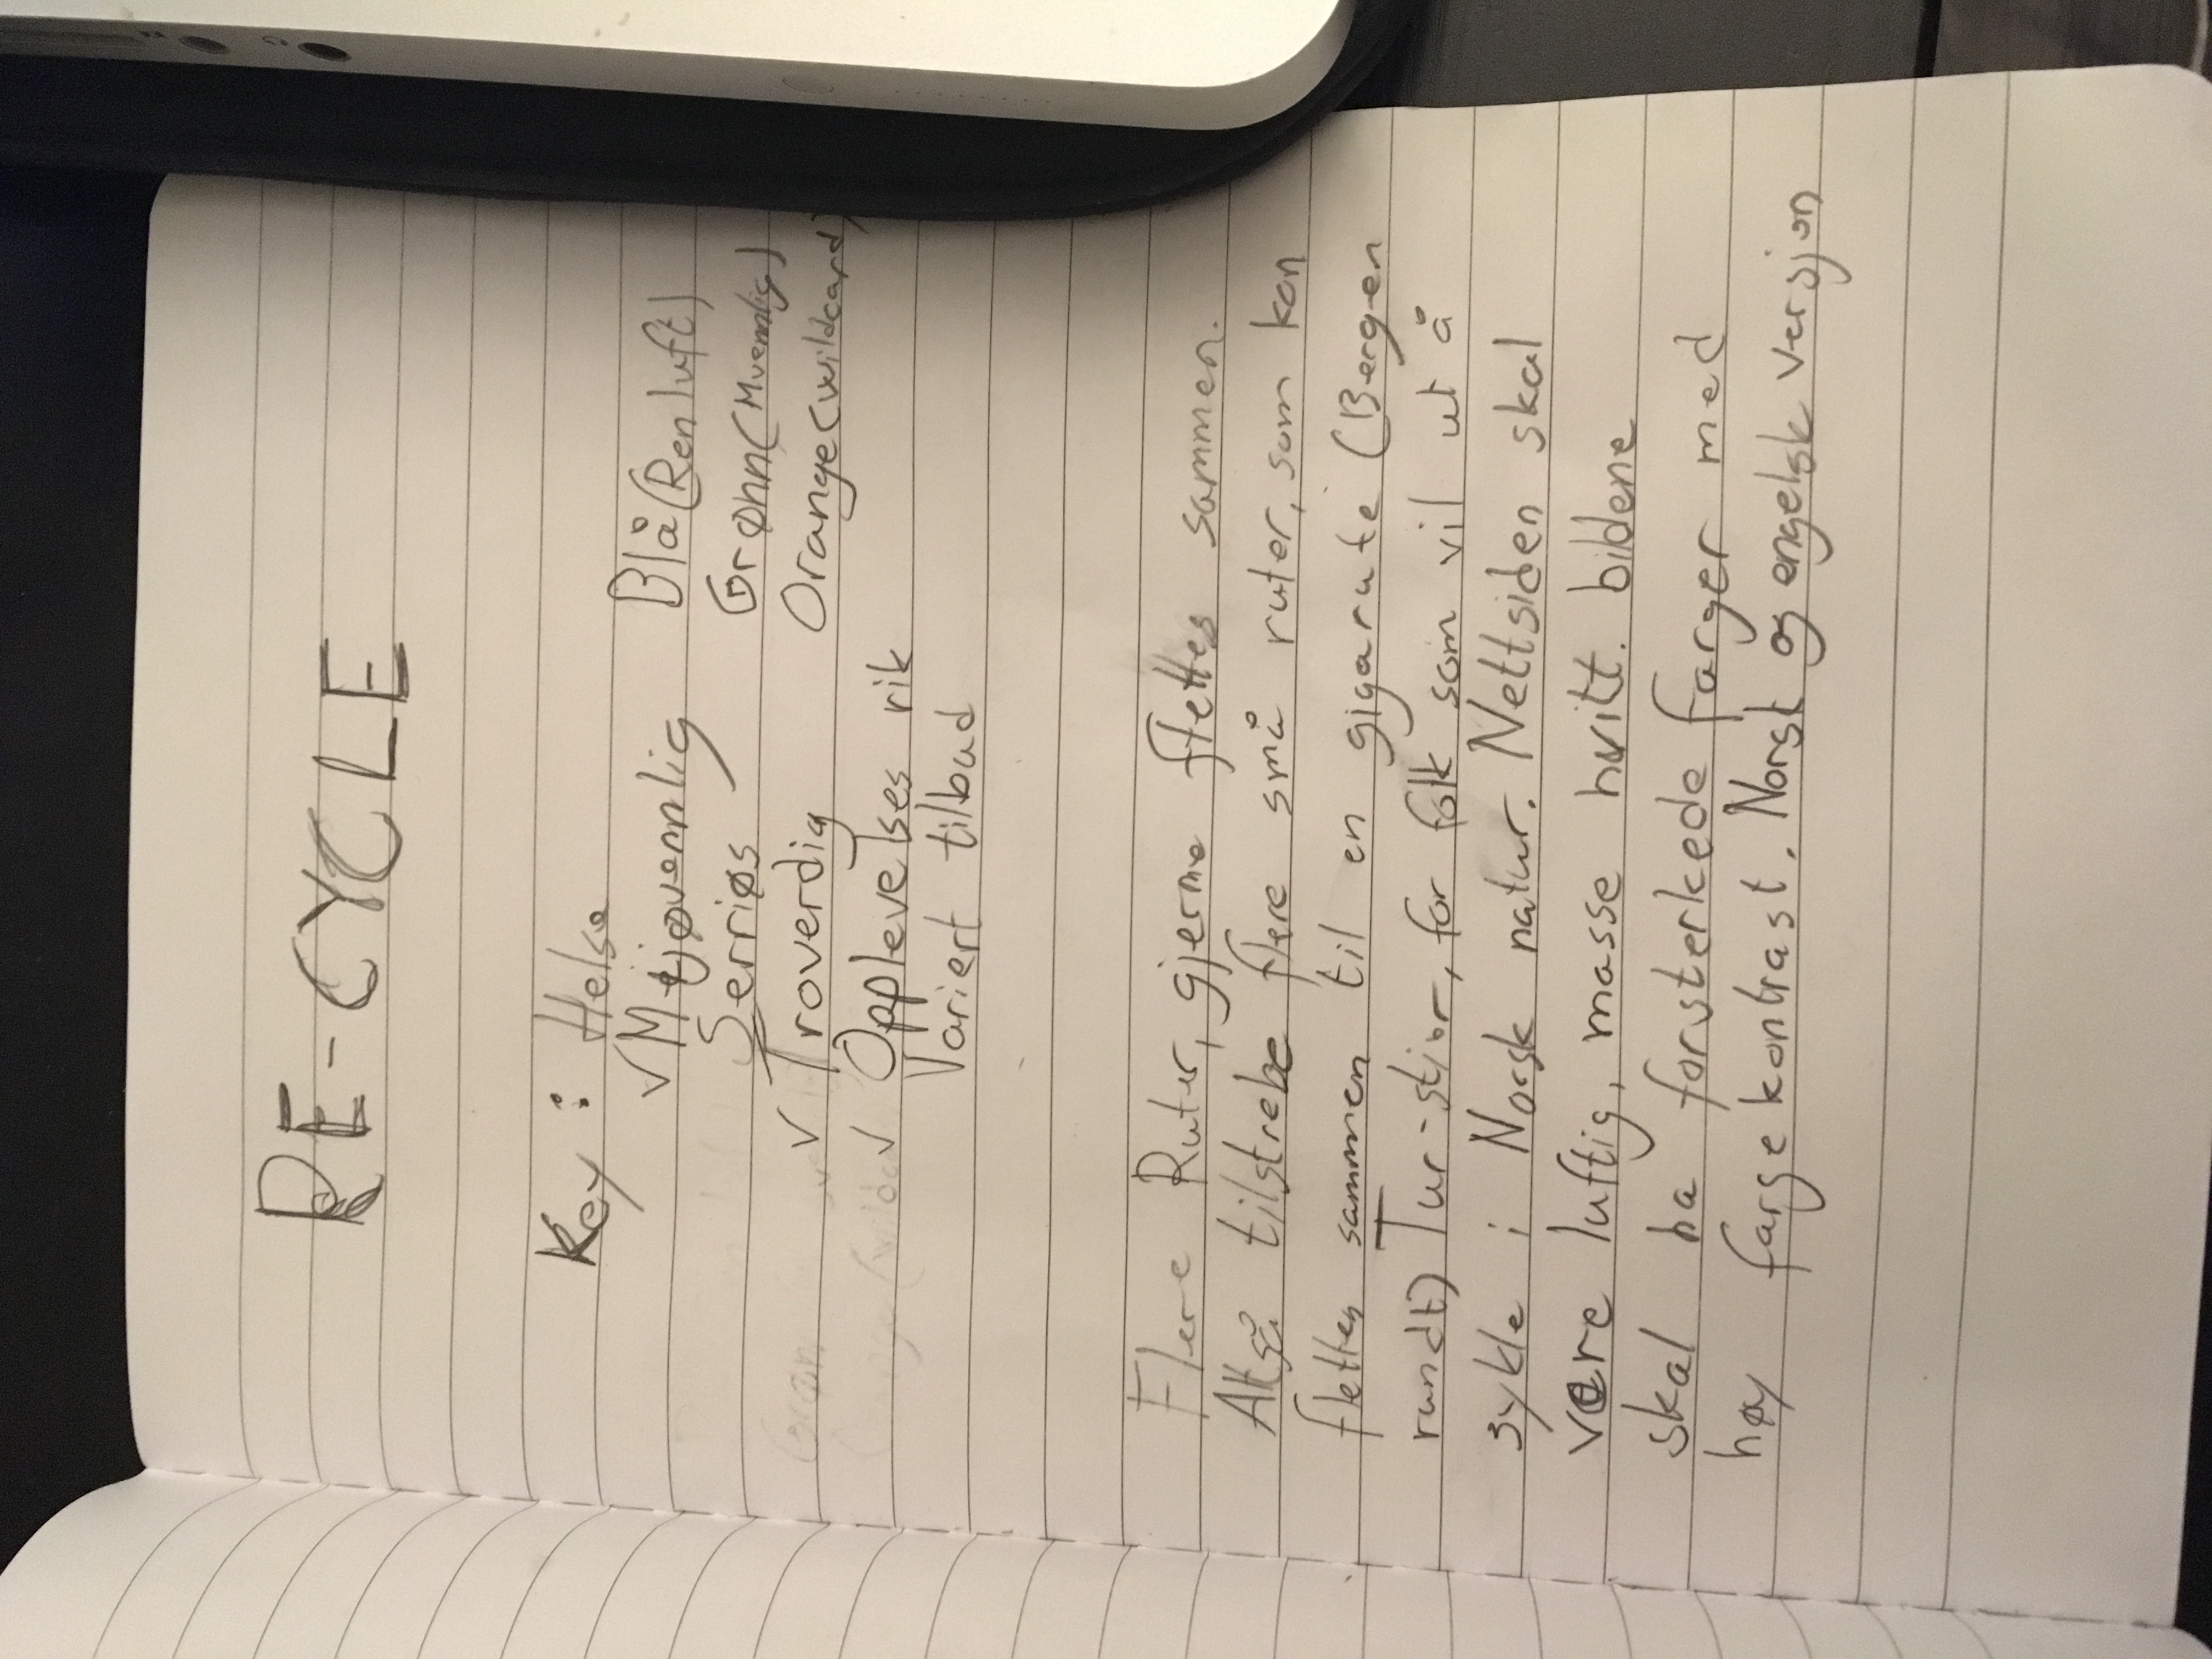 RE-CYCLE
Key : Helse
✓ Mijøvennlig Blå (Ren luft)
Serriøs Grønn (Mvennlig)
✓ Troverdig Orange (wildcard)
✓ Opplevelses rik
Variert tilbud
Flere Ruter, gjerne flettes sammen.
Altså tilstrebe flere små ruter, som kan
flettes sammen til en gigarute (Bergen
rundt) Tur-stier, for folk som vil ut å
sykle i Norsk natur. Nettsiden skal
være luftig, masse hvitt. bildene
skal ha forsterkede farger med
høy fargekontrast. Norsk og engelsk versjon